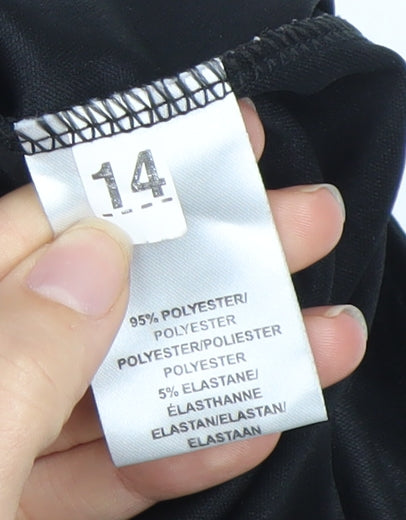 14
95% POLYESTER/
POLYESTER
POLYESTER/POLIESTER
POLYESTER
5% ELASTANE/
ÉLASTHANNE
ELASTAN/ELASTAN/
ELASTAAN